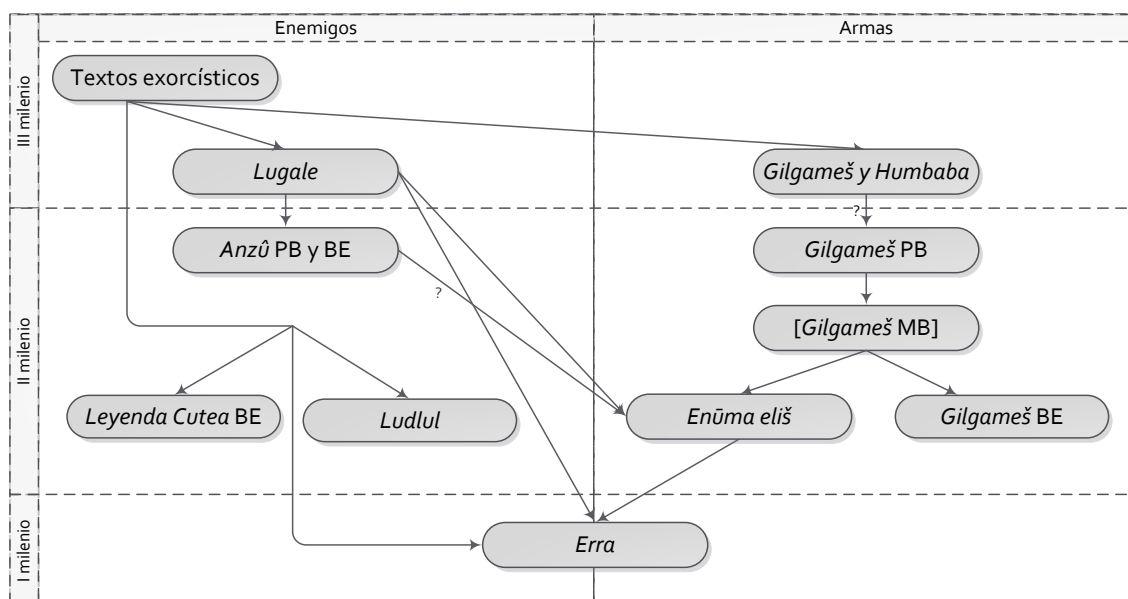 Enemigos
Armas
III milenio
Textos exorcísticos
Lugale
Gilgameš y Humbaba
?
II milenio
Anzû PB y BE
Gilgameš PB
?
[Gilgameš MB]
Leyenda Cutea BE
Ludlul
Enūma eliš
Gilgameš BE
I milenio
Erra